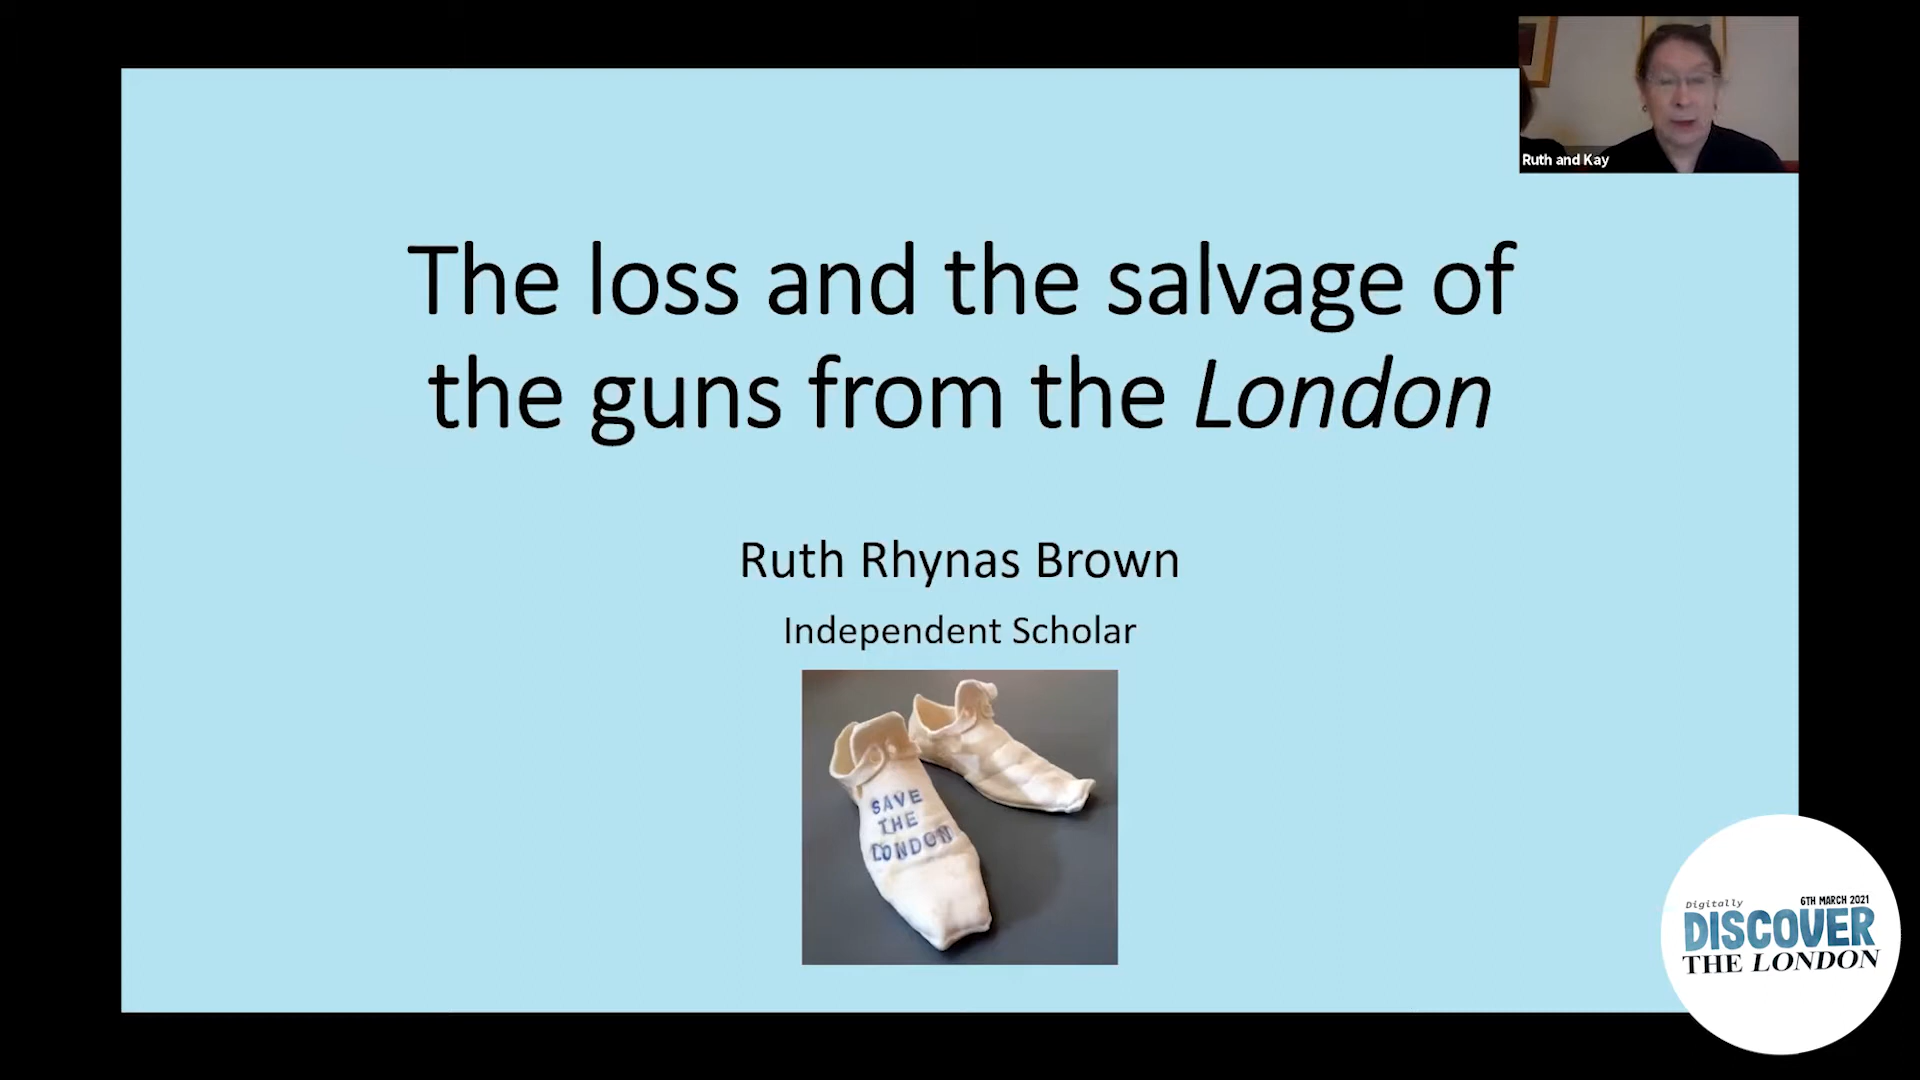 Ruth and Kay
The loss and the salvage of
the guns from the London
Ruth Rhynas Brown
Independent Scholar
SAVE
THE
LONDON
Digitally
6TH MARCH 2021
DISCOVER
THE LONDON